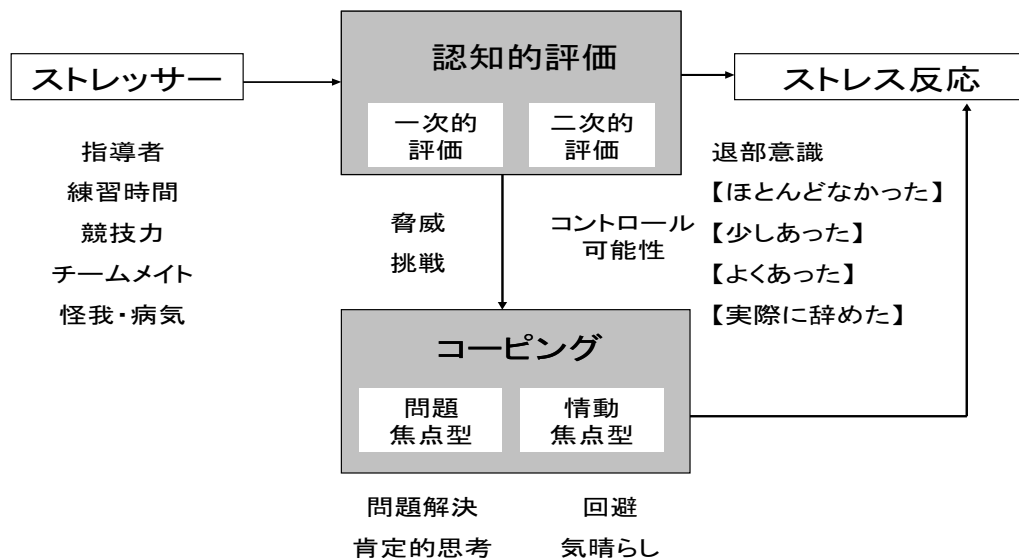 ストレッサー
指導者
練習時間
競技力
チームメイト
怪我・病気
認知的評価
一次的
評価
二次的
評価
脅威
挑戦
コントロール
可能性
コーピング
問題
焦点型
情動
焦点型
問題解決
肯定的思考
回避
気晴らし
ストレス反応
退部意識
【ほとんどなかった】
【少しあった】
【よくあった】
【実際に辞めた】